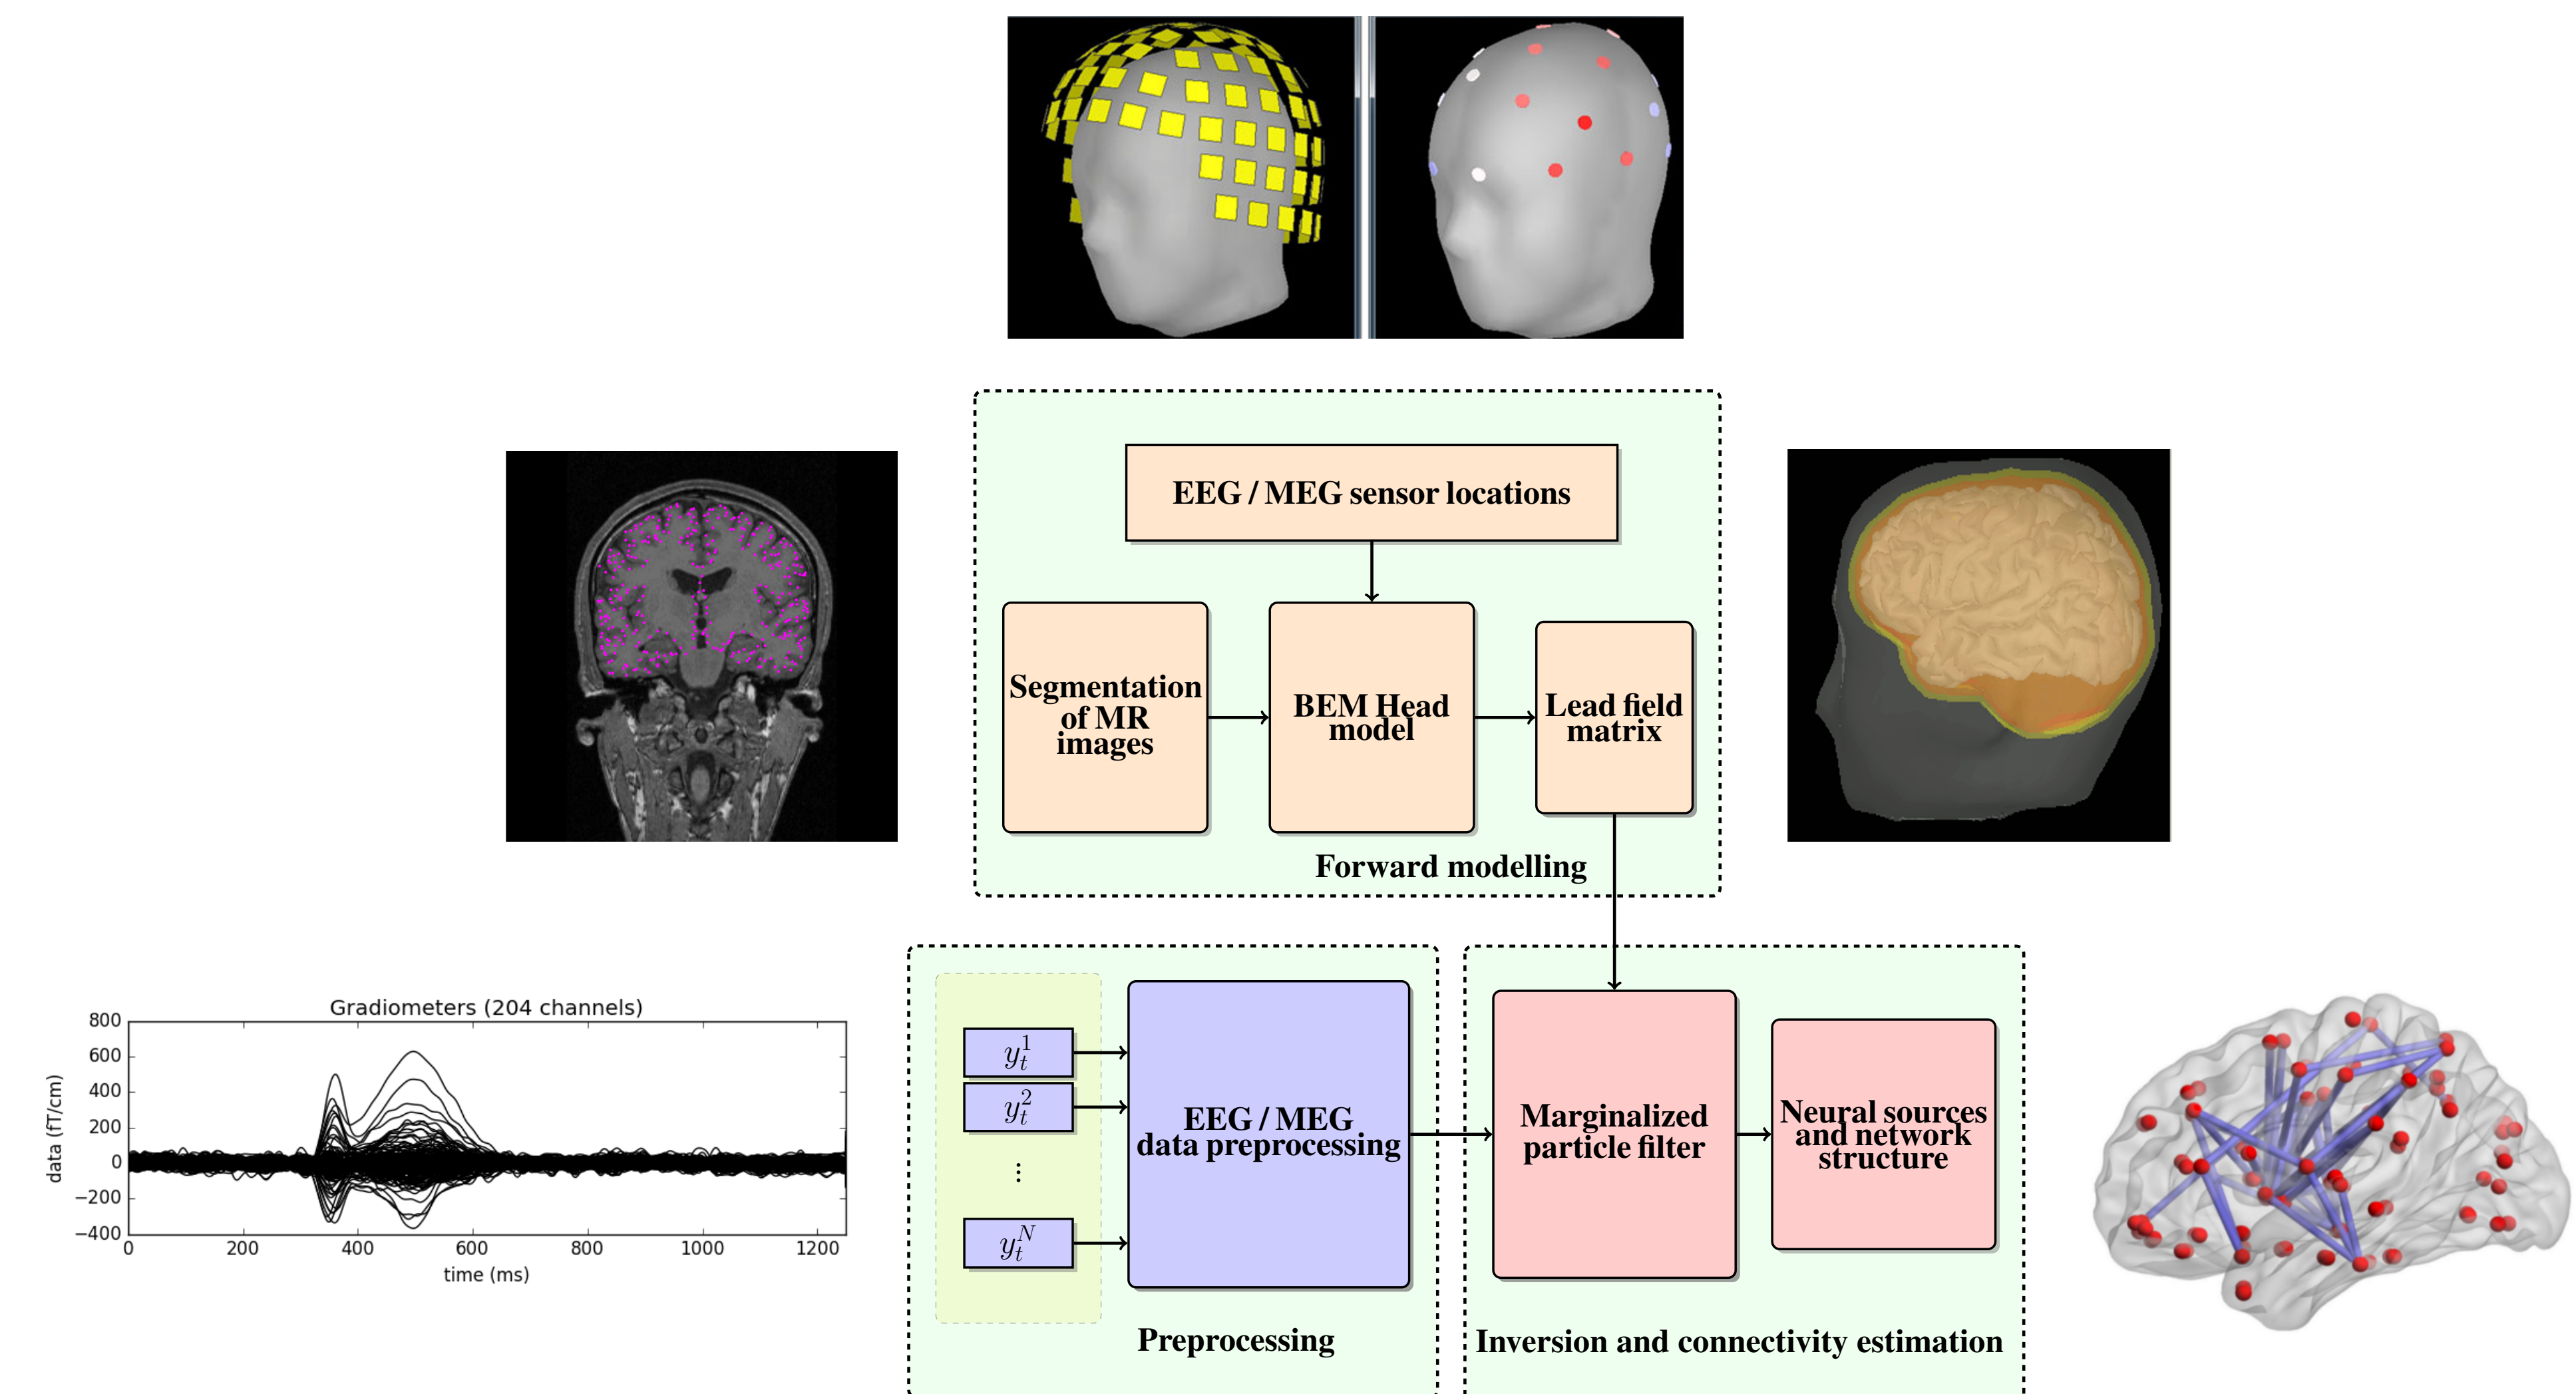 EEG / MEG sensor locations
Segmentation
of MR
images
BEM Head
model
Lead field
matrix
Forward modelling
Gradiometers (204 channels)
data (fT/cm)
800
600
400
200
0
−200
−400
0 200 400 600 800 1000 1200
time (ms)
y_t^1
y_t^2
⋮
y_t^N
EEG / MEG
data preprocessing
Preprocessing
Marginalized
particle filter
Neural sources
and network
structure
Inversion and connectivity estimation